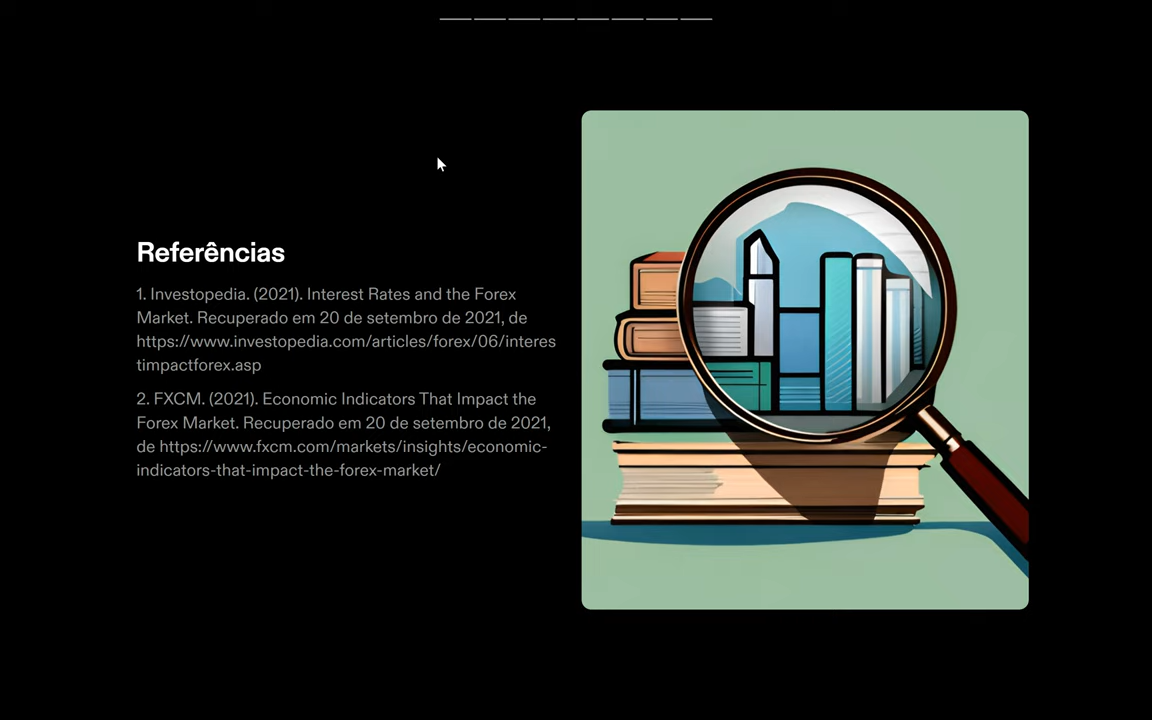 Referências
1. Investopedia. (2021). Interest Rates and the Forex
Market. Recuperado em 20 de setembro de 2021, de
https://www.investopedia.com/articles/forex/06/interes
timpactforex.asp
2. FXCM. (2021). Economic Indicators That Impact the
Forex Market. Recuperado em 20 de setembro de 2021,
de https://www.fxcm.com/markets/insights/economic-
indicators-that-impact-the-forex-market/